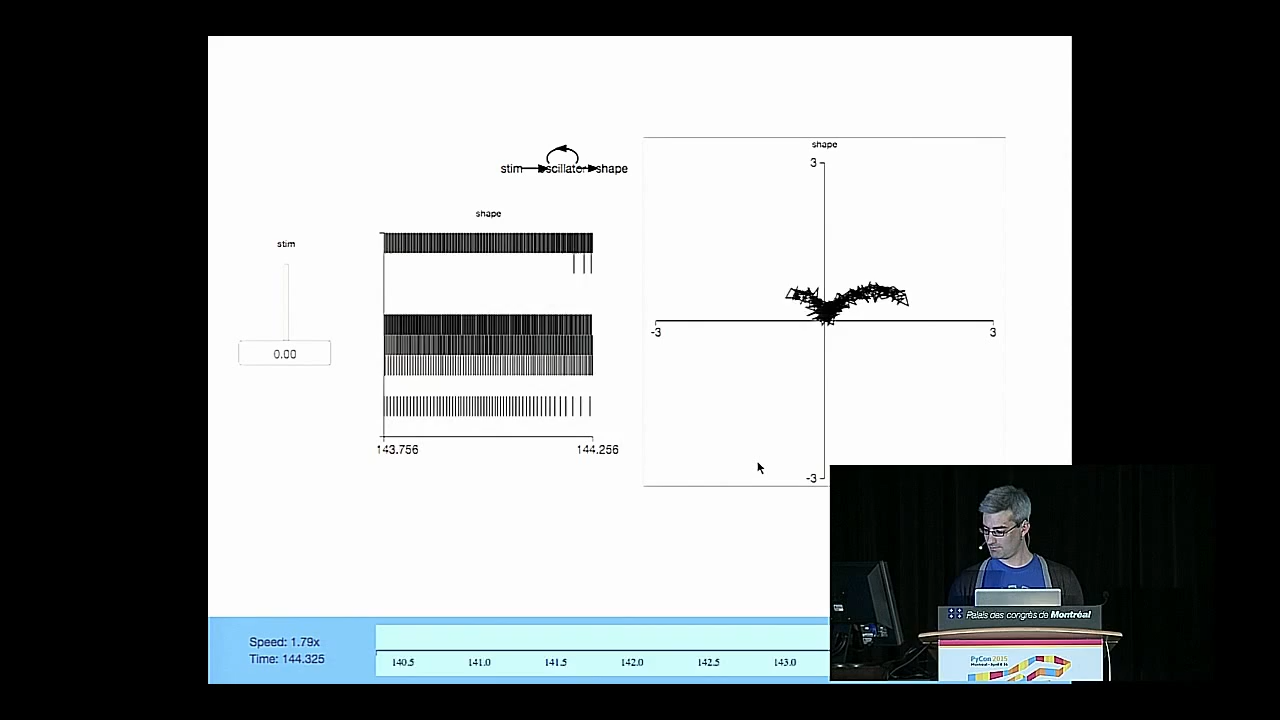 stim scillator shape
shape
3
-3
3
-3
shape
stim
0.00
143.756
144.256
Speed: 1.79x
Time: 144.325
140.5
141.0
141.5
142.0
142.5
143.0
Palais des congrès de Montréal
PyCon 2015